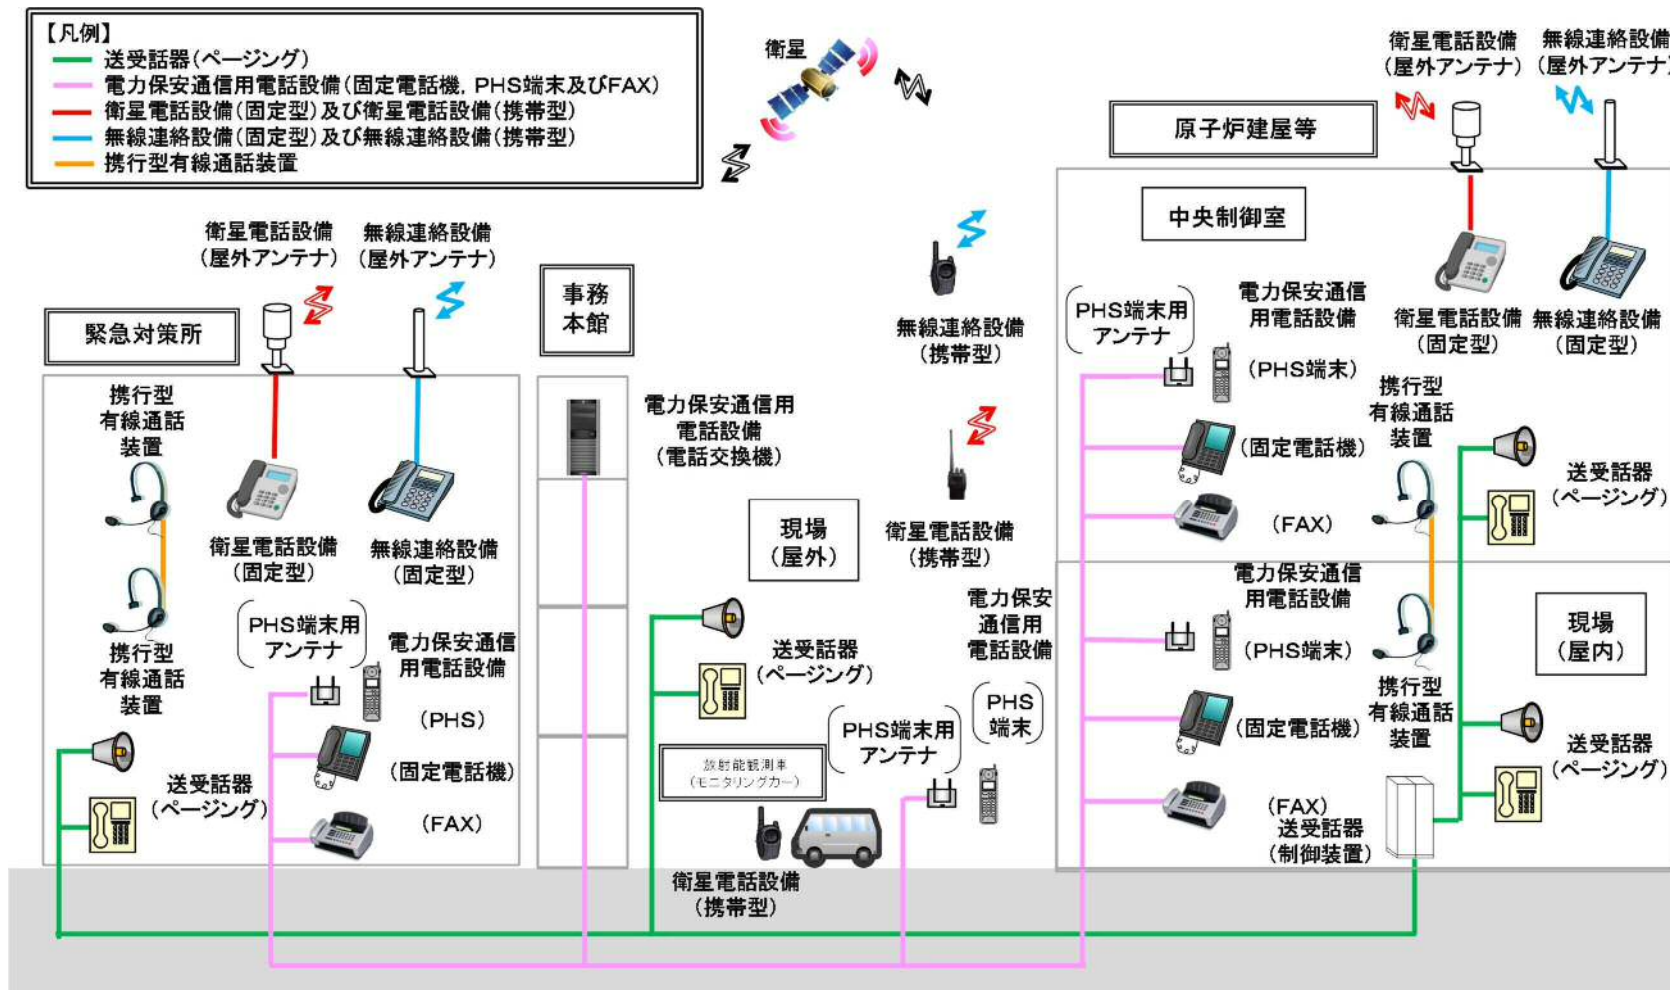 【凡例】
送受話器(ページング)
電力保安通信用電話設備(固定電話機, PHS端末及びFAX)
衛星電話設備(固定型)及び衛星電話設備(携帯型)
無線連絡設備(固定型)及び無線連絡設備(携帯型)
携行型有線通話装置
衛星
衛星電話設備
(屋外アンテナ)
無線連絡設備
(屋外アンテナ)
原子炉建屋等
中央制御室
衛星電話設備
(屋外アンテナ)
無線連絡設備
(屋外アンテナ)
緊急対策所
事務
本館
無線連絡設備
(携帯型)
PHS端末用
アンテナ
電力保安通信
用電話設備
(PHS端末)
衛星電話設備
(固定型)
無線連絡設備
(固定型)
携行型
有線通話
装置
電力保安通信用
電話設備
(電話交換機)
携行型
有線通話
装置
(固定電話機)
(FAX)
送受話器
(ページング)
衛星電話設備
(固定型)
無線連絡設備
(固定型)
現場
(屋外)
衛星電話設備
(携帯型)
電力保安通信
用電話設備
(PHS端末)
現場
(屋内)
PHS端末用
アンテナ
電力保安通信
用電話設備
(PHS)
(固定電話機)
(FAX)
携行型
有線通話
装置
送受話器
(ページング)
送受話器
(ページング)
電力保安
通信用
電話設備
PHS
端末
PHS端末用
アンテナ
放射能観測車
(モニタリングカー)
衛星電話設備
(携帯型)
(固定電話機)
携行型
有線通話
装置
送受話器
(ページング)
(FAX)
送受話器
(制御装置)